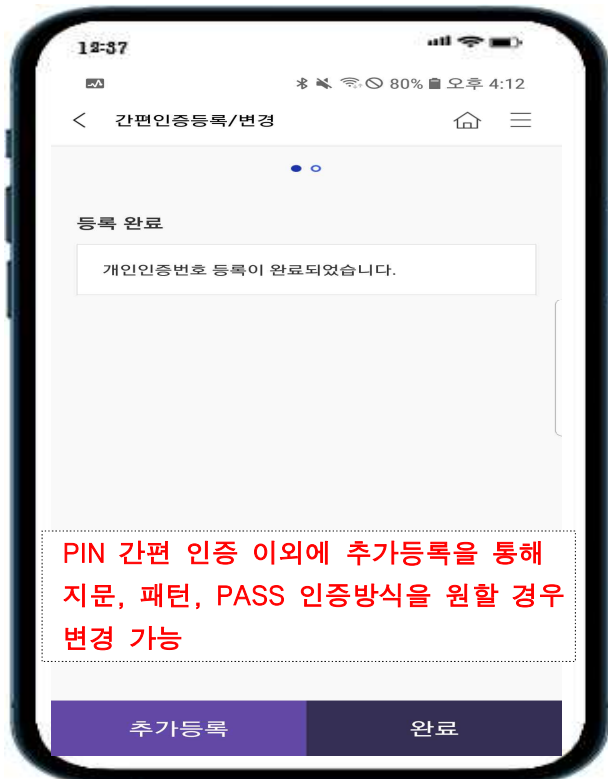 12:37
80% 오후 4:12
간편인증등록/변경
등록 완료
개인인증번호 등록이 완료되었습니다.
PIN 간편 인증 이외에 추가등록을 통해
지문, 패턴, PASS 인증방식을 원할 경우
변경 가능
추가등록 완료